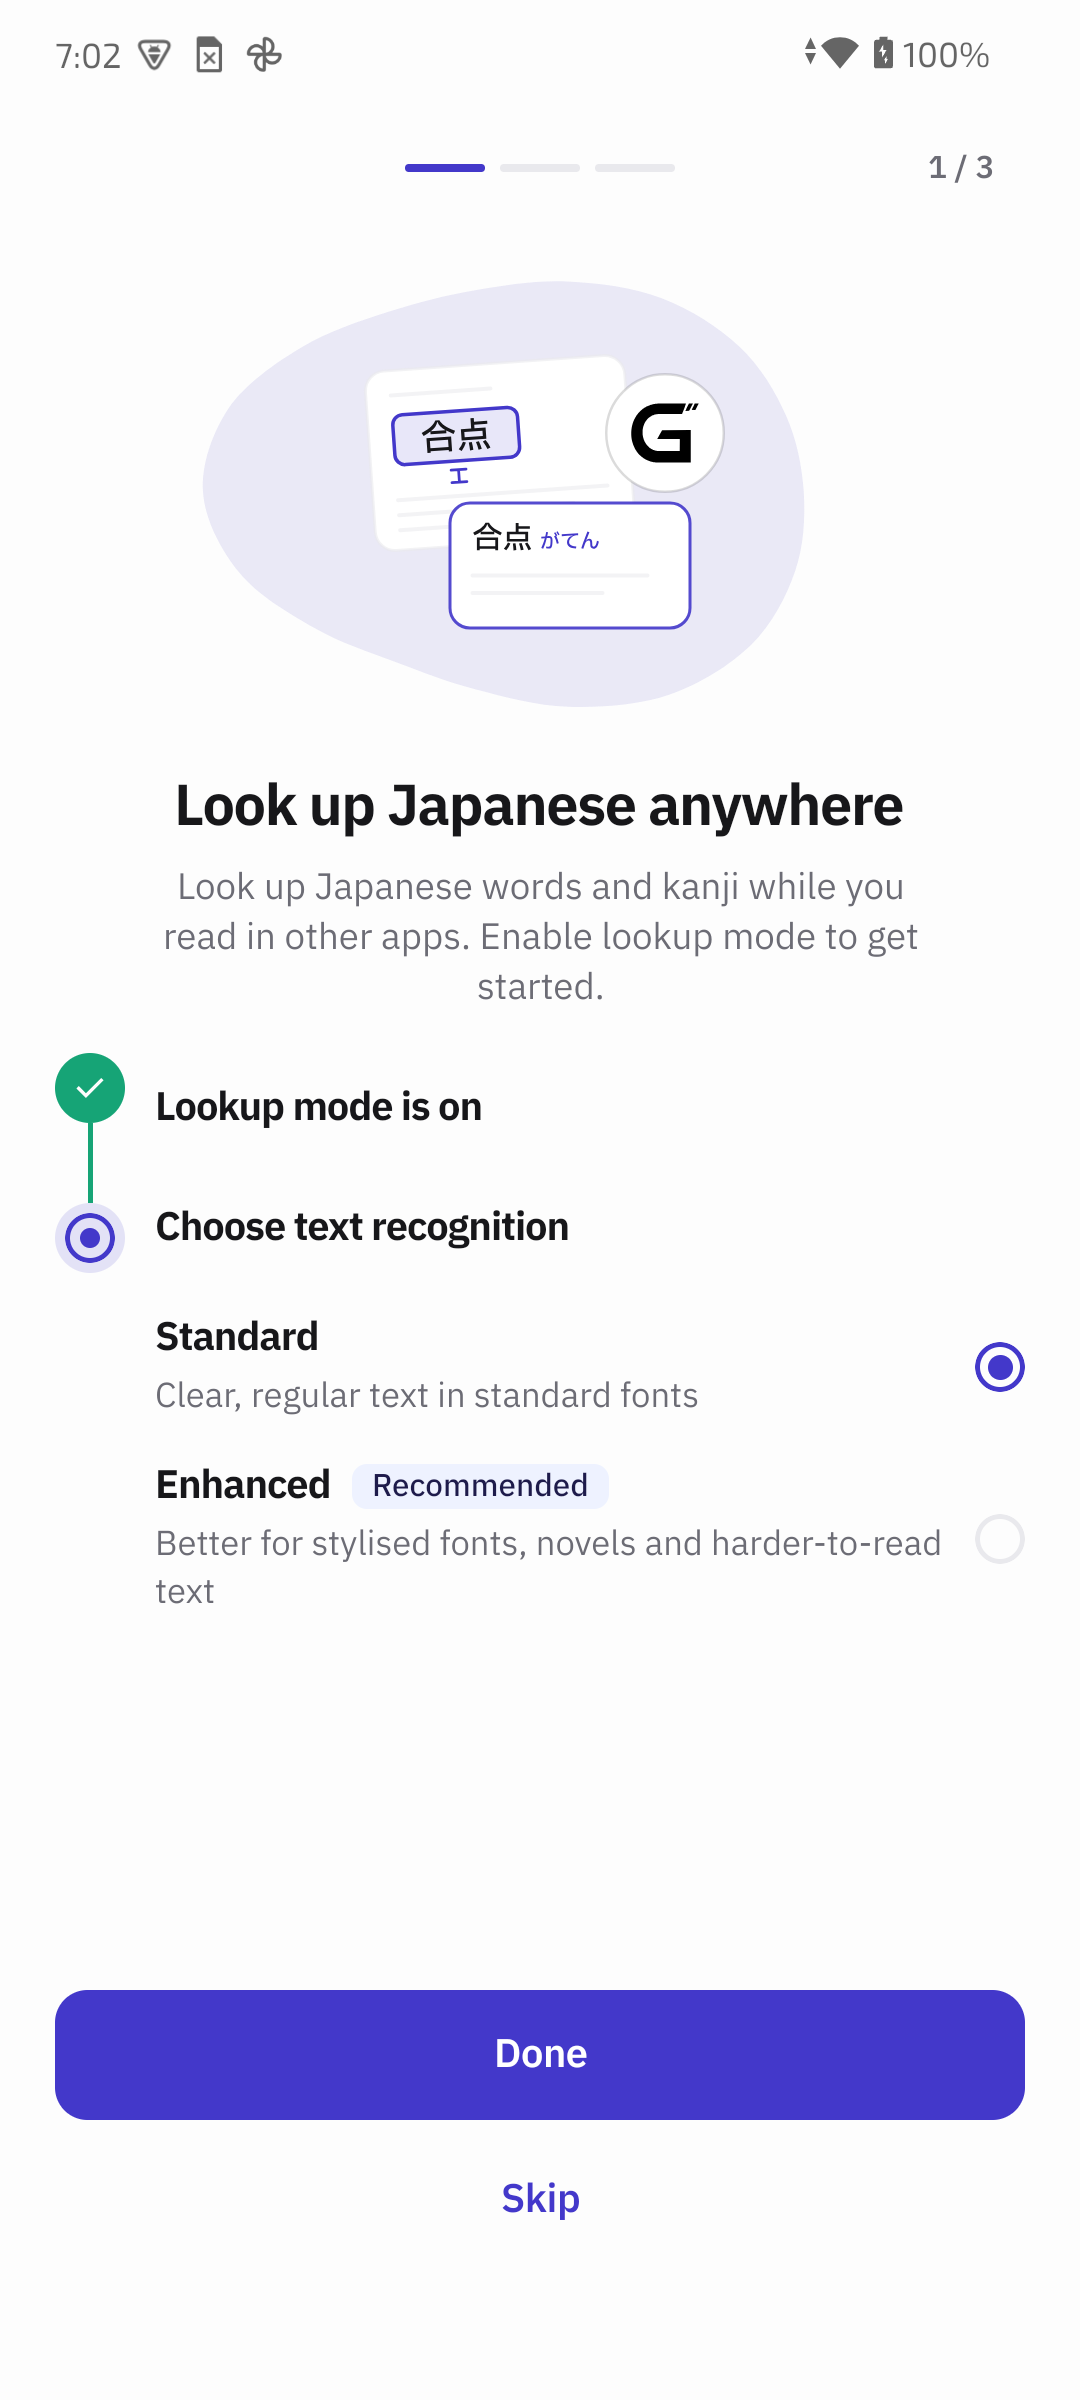 7:02
100%
1 / 3
合点
合点 がてん
Look up Japanese anywhere
Look up Japanese words and kanji while you
read in other apps. Enable lookup mode to get
started.
Lookup mode is on
Choose text recognition
Standard
Clear, regular text in standard fonts
Enhanced Recommended
Better for stylised fonts, novels and harder-to-read
text
Done
Skip